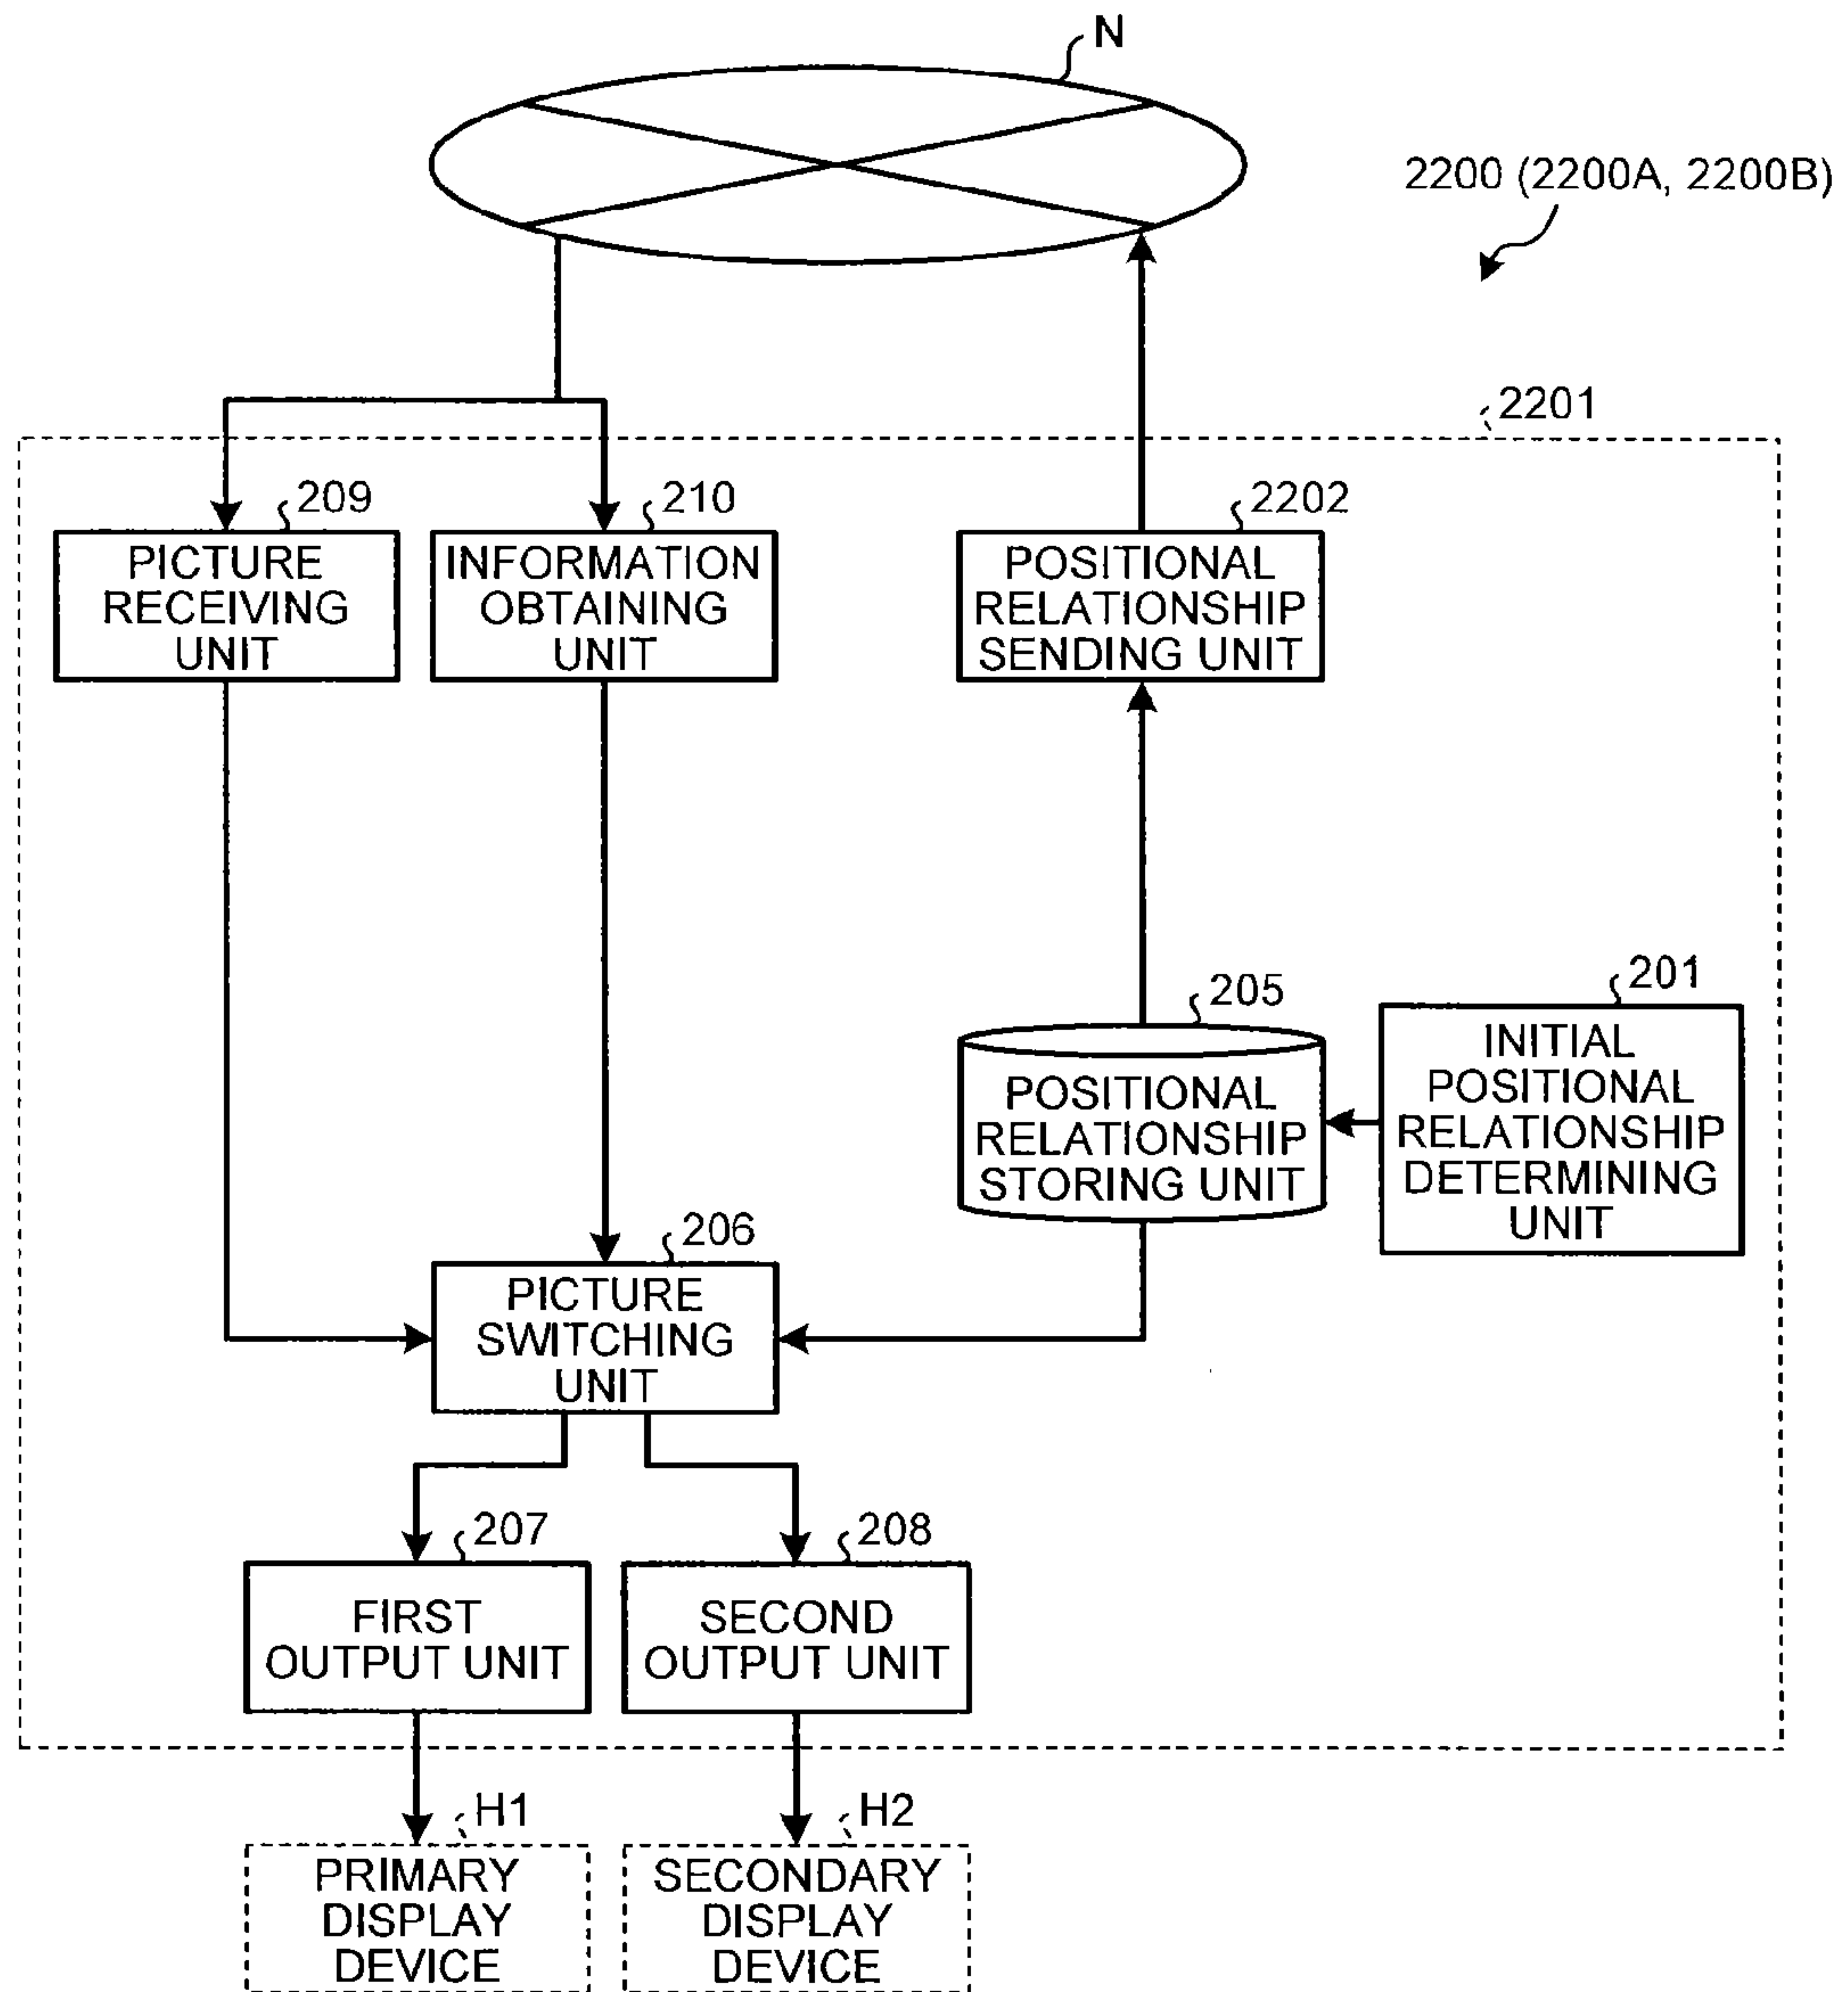 N
2200 (2200A, 2200B)
2201
209
PICTURE
RECEIVING
UNIT
210
INFORMATION
OBTAINING
UNIT
2202
POSITIONAL
RELATIONSHIP
SENDING UNIT
205
POSITIONAL
RELATIONSHIP
STORING UNIT
201
INITIAL
POSITIONAL
RELATIONSHIP
DETERMINING
UNIT
206
PICTURE
SWITCHING
UNIT
207
FIRST
OUTPUT UNIT
208
SECOND
OUTPUT UNIT
H1
PRIMARY
DISPLAY
DEVICE
H2
SECONDARY
DISPLAY
DEVICE